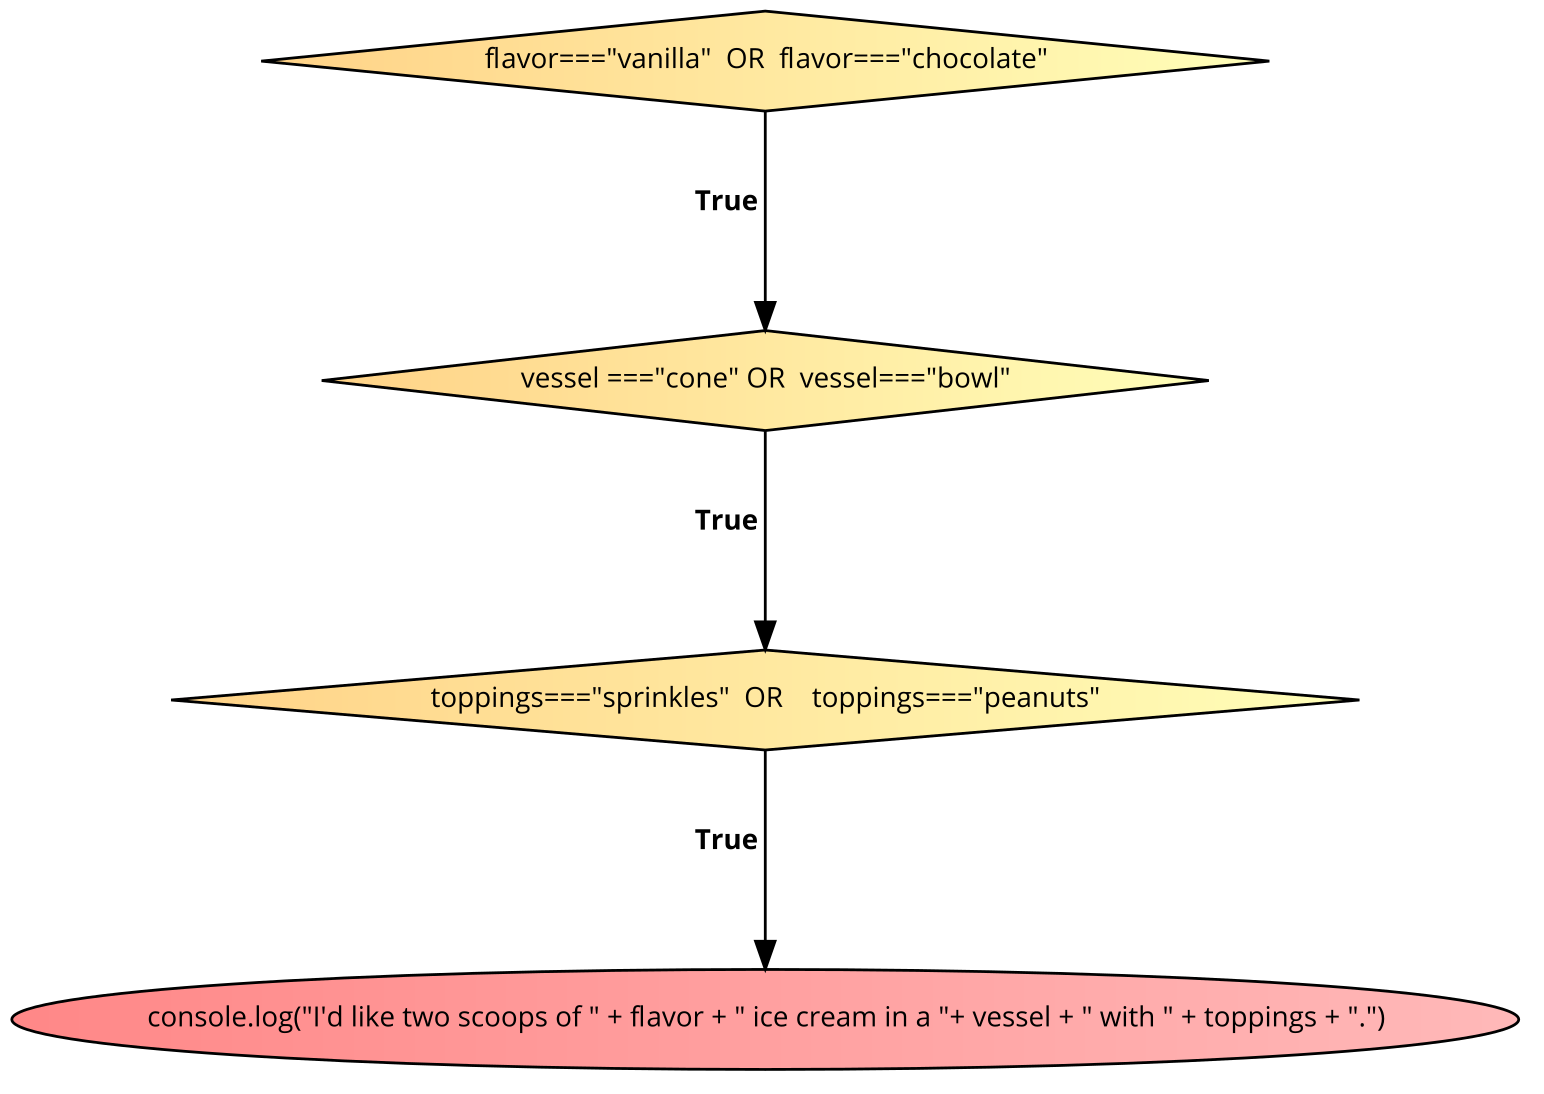 flavor==="vanilla"  OR  flavor==="chocolate"
True
vessel ==="cone" OR  vessel==="bowl"
True
toppings==="sprinkles"  OR    toppings==="peanuts"
True
console.log("I'd like two scoops of " + flavor + " ice cream in a "+ vessel + " with " + toppings + ".")